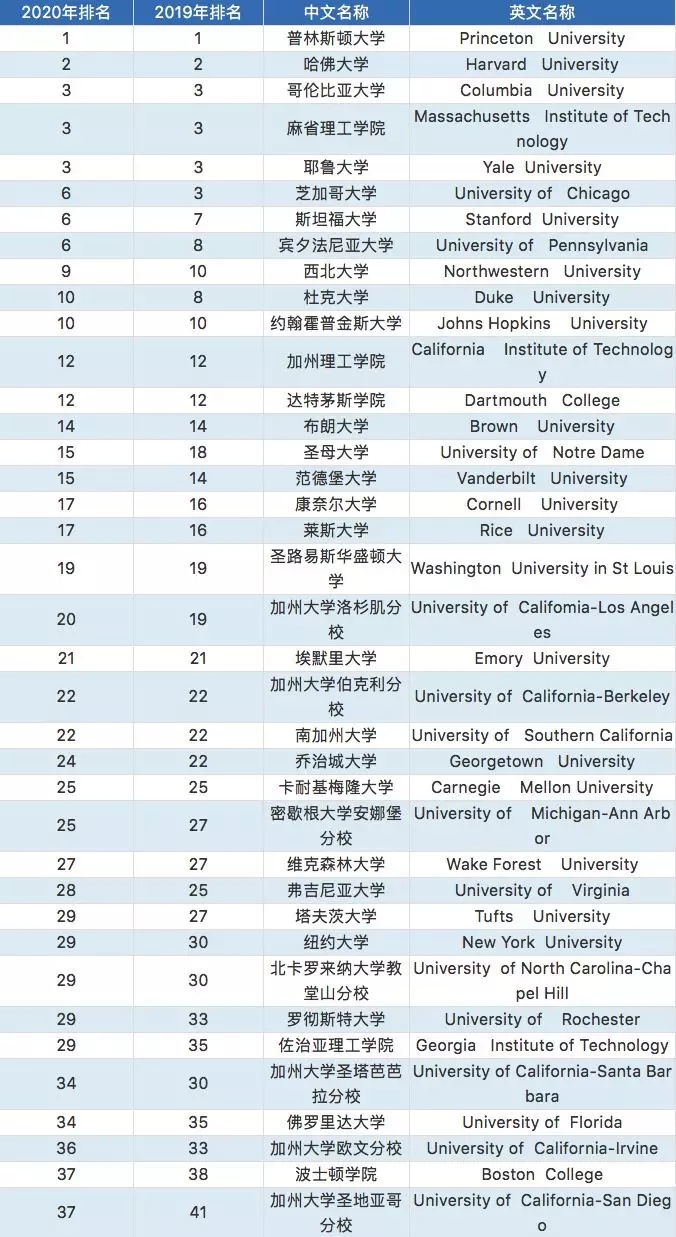 2020年排名 2019年排名 中文名称 英文名称
1 1 普林斯顿大学 Princeton University
2 2 哈佛大学 Harvard University
3 3 哥伦比亚大学 Columbia University
3 3 麻省理工学院 Massachusetts Institute of Tech
nology
3 3 耶鲁大学 Yale University
6 3 芝加哥大学 University of Chicago
6 7 斯坦福大学 Stanford University
6 8 宾夕法尼亚大学 University of Pennsylvania
9 10 西北大学 Northwestern University
10 8 杜克大学 Duke University
10 10 约翰霍普金斯大学 Johns Hopkins University
12 12 加州理工学院 California Institute of Technolog
y
12 12 达特茅斯学院 Dartmouth College
14 14 布朗大学 Brown University
15 18 圣母大学 University of Notre Dame
15 14 范德堡大学 Vanderbilt University
17 16 康奈尔大学 Cornell University
17 16 莱斯大学 Rice University
19 19 圣路易斯华盛顿大
学 Washington University in St Louis
20 19 加州大学洛杉肌分
校 University of Califomia-Los Angel
es
21 21 埃默里大学 Emory University
22 22 加州大学伯克利分
校 University of California-Berkeley
22 22 南加州大学 University of Southern California
24 22 乔治城大学 Georgetown University
25 25 卡耐基梅隆大学 Carnegie Mellon University
25 27 密歇根大学安娜堡
分校 University of Michigan-Ann Arb
or
27 27 维克森林大学 Wake Forest University
28 25 弗吉尼亚大学 University of Virginia
29 27 塔夫茨大学 Tufts University
29 30 纽约大学 New York University
29 30 北卡罗来纳大学教
堂山分校 University of North Carolina-Cha
pel Hill
29 33 罗彻斯特大学 University of Rochester
29 35 佐治亚理工学院 Georgia Institute of Technology
34 30 加州大学圣塔芭芭
拉分校 University of California-Santa Bar
bara
34 35 佛罗里达大学 University of Florida
36 33 加州大学欧文分校 University of California-Irvine
37 38 波士顿学院 Boston College
37 41 加州大学圣地亚哥
分校 University of California-San Dieg
o